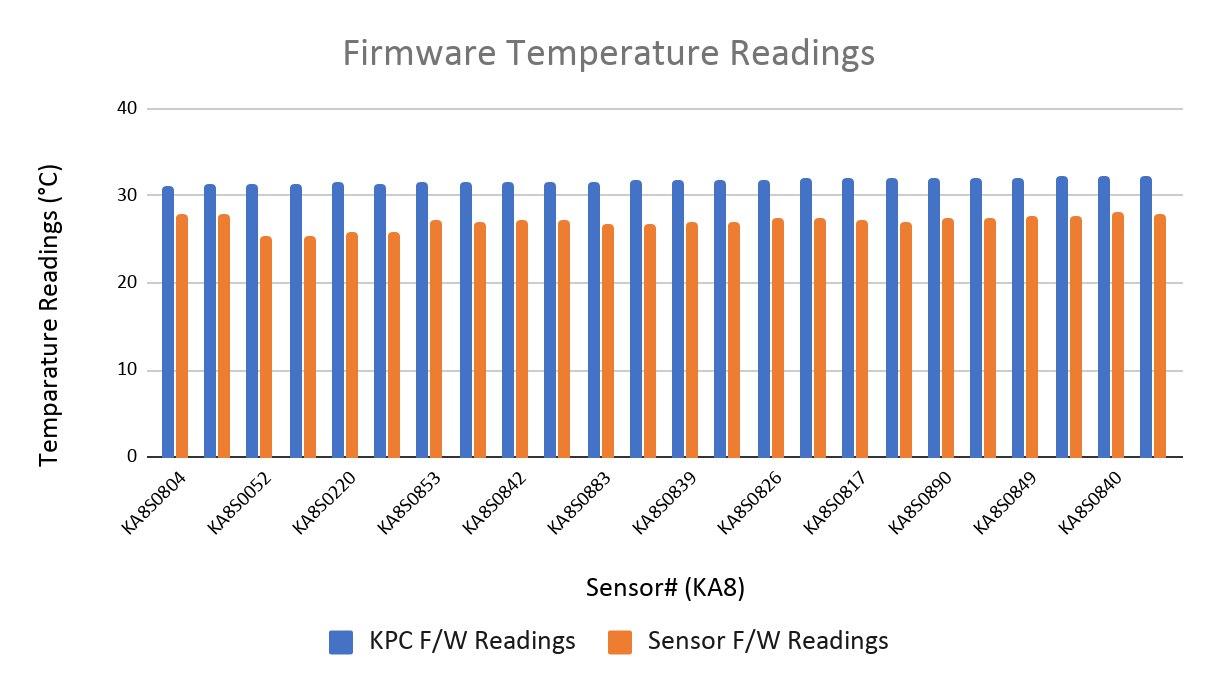 Firmware Temperature Readings
40
30
20
10
0
Temparature Readings (°C)
KA8S0804
KA8S0052
KA8S0220
KA8S0853
KA8S0842
KA8S0883
KA8S0839
KA8S0826
KA8S0817
KA8S0890
KA8S0849
KA8S0840
Sensor# (KA8)
KPC F/W Readings
Sensor F/W Readings